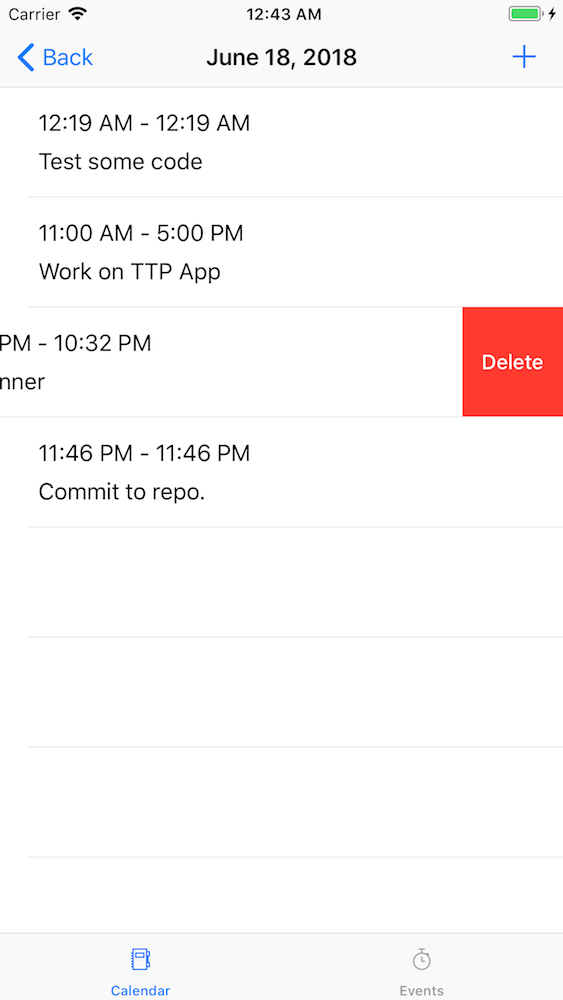 Carrier 12:43 AM
Back June 18, 2018 +
12:19 AM - 12:19 AM
Test some code
11:00 AM - 5:00 PM
Work on TTP App
PM - 10:32 PM
Delete
nner
11:46 PM - 11:46 PM
Commit to repo.
Calendar Events